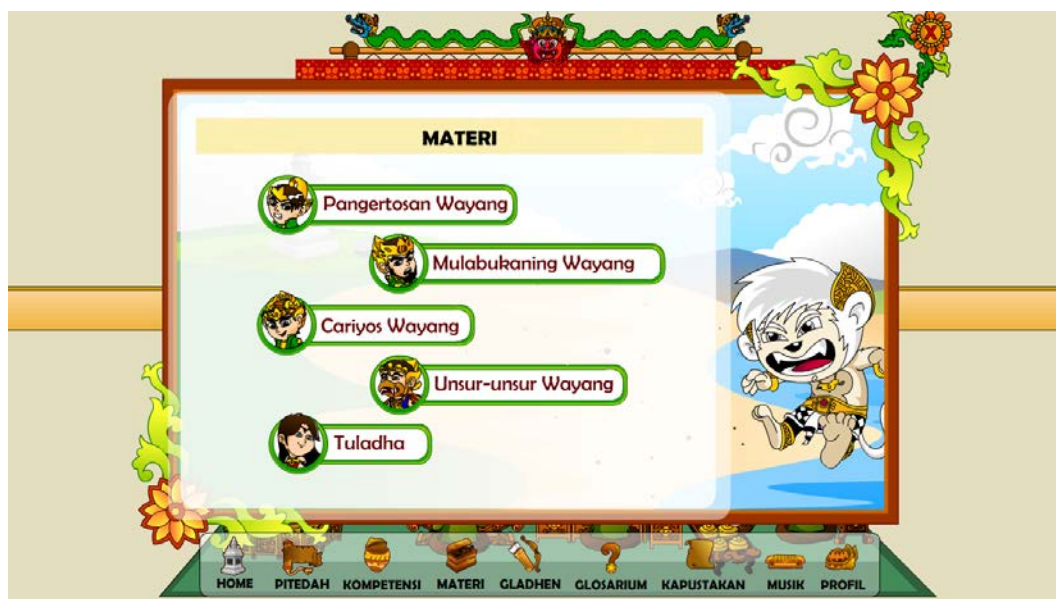 X
MATERI
Pangertosan Wayang
Mulabukaning Wayang
Cariyos Wayang
Unsur-unsur Wayang
Tuladha
HOME PITEDAH KOMPETENSI MATERI GLADHEN GLOSARIUM KAPUSTAKAN MUSIK PROFIL